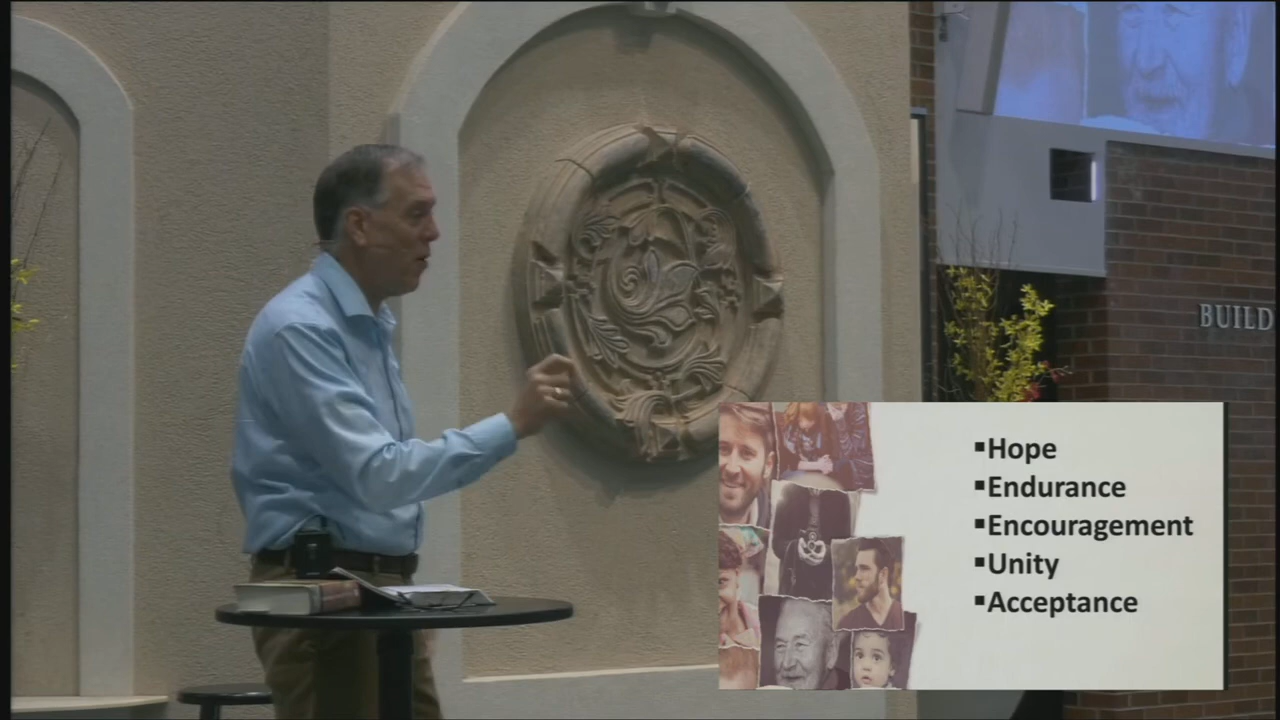 BUILD
▪Hope
▪Endurance
▪Encouragement
▪Unity
▪Acceptance